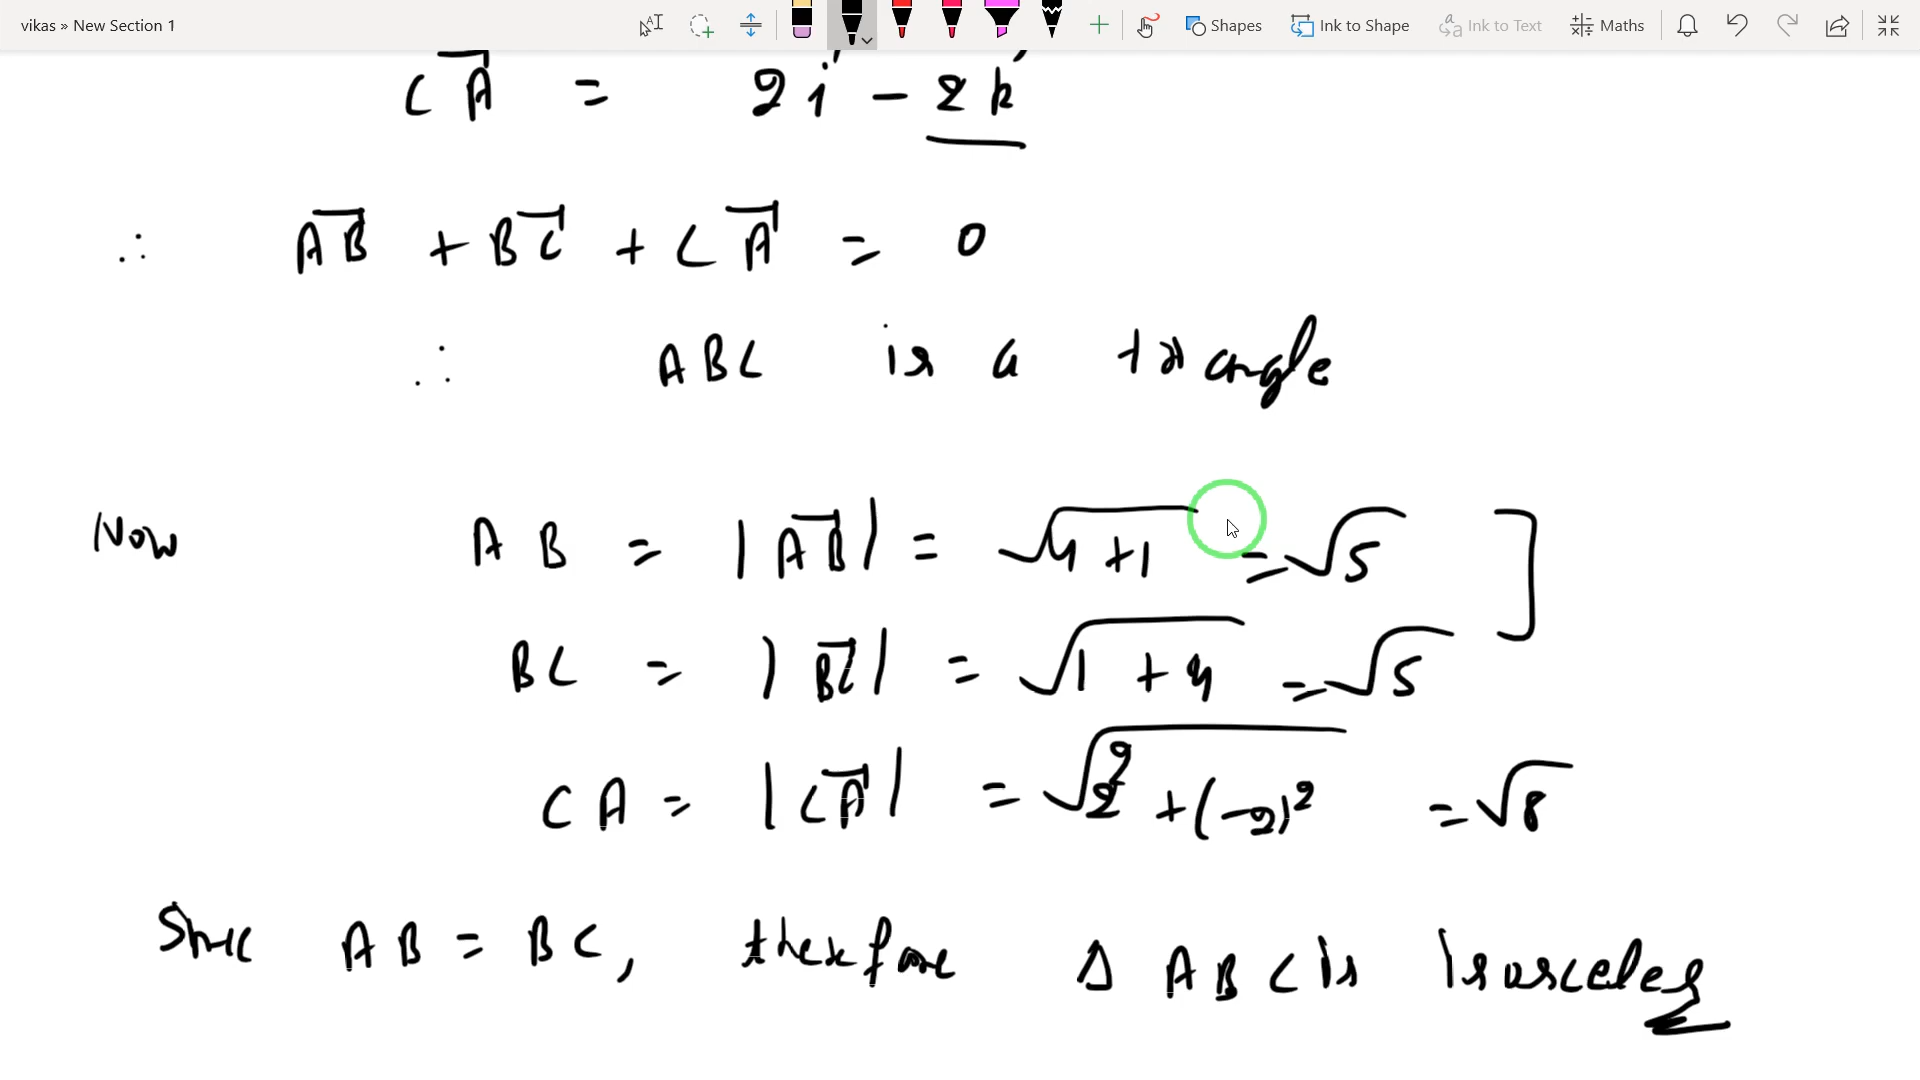 vikas » New Section 1 Shapes Ink to Shape Ink to Text Maths
CA = 2i - 2k
∴ AB + BC + CA = 0
∴ ABC is a triangle
Now AB = |AB| = √4+1 = √5
BC = |BC| = √1+4 = √5
CA = |CA| = √2² + (-2)² = √8
Since AB = BC, therefore Δ ABC is Isosceles